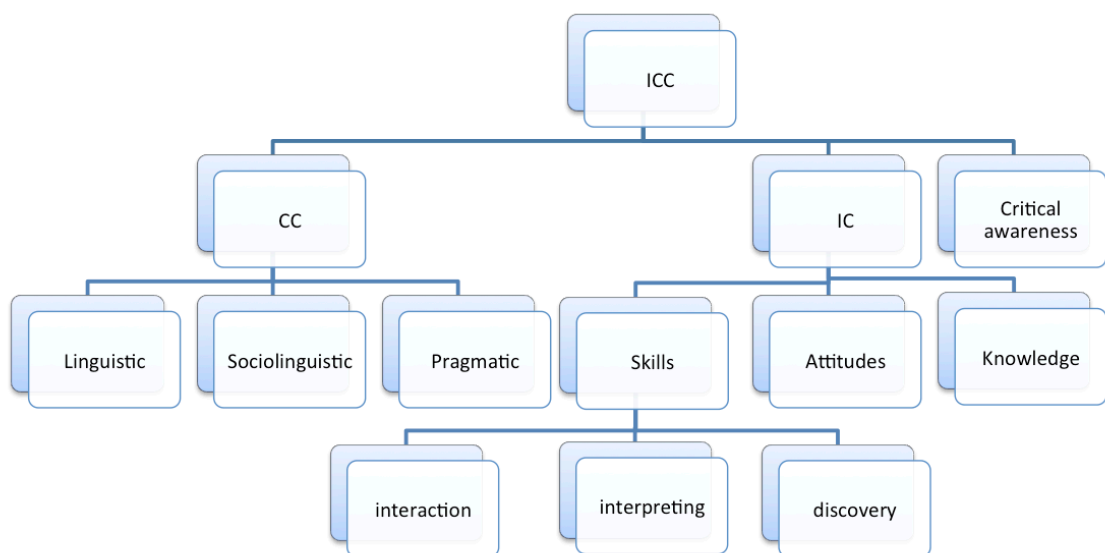 ICC
CC
IC
Critical
awareness
Linguistic
Sociolinguistic
Pragmatic
Skills
Attitudes
Knowledge
interaction
interpreting
discovery